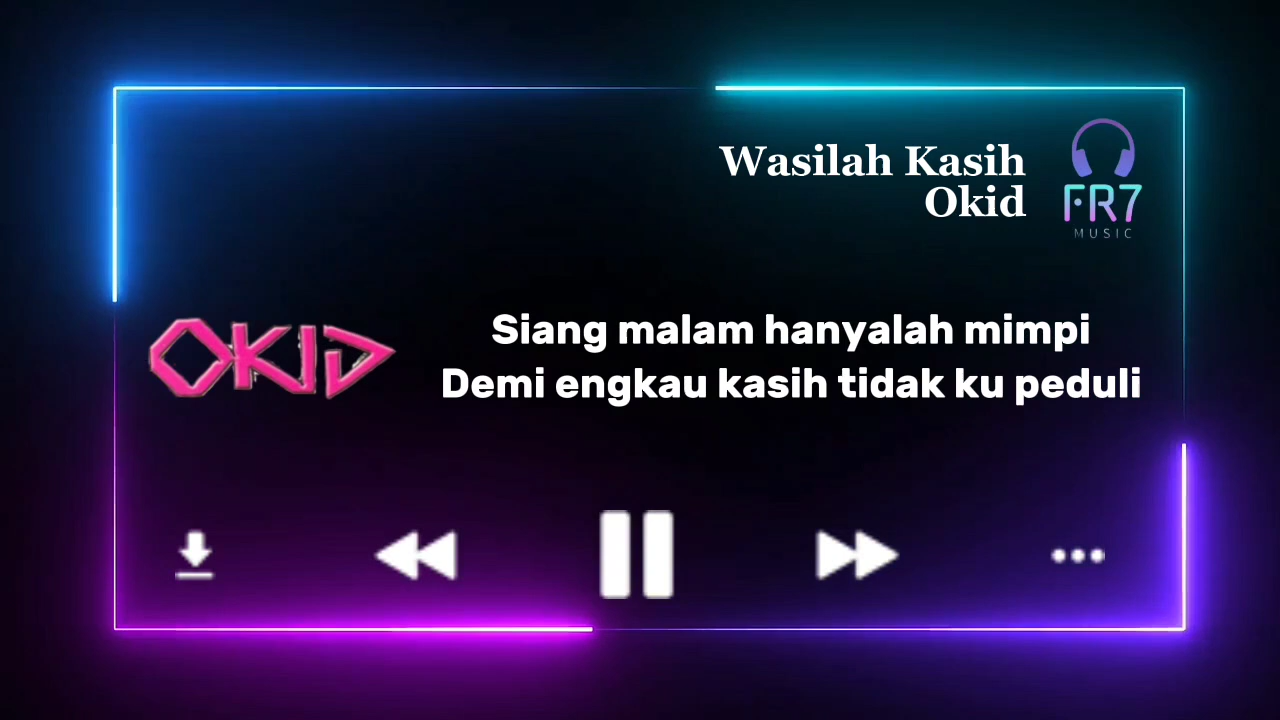 Wasilah Kasih
Okid
FR7
MUSIC
OKID
Siang malam hanyalah mimpi
Demi engkau kasih tidak ku peduli